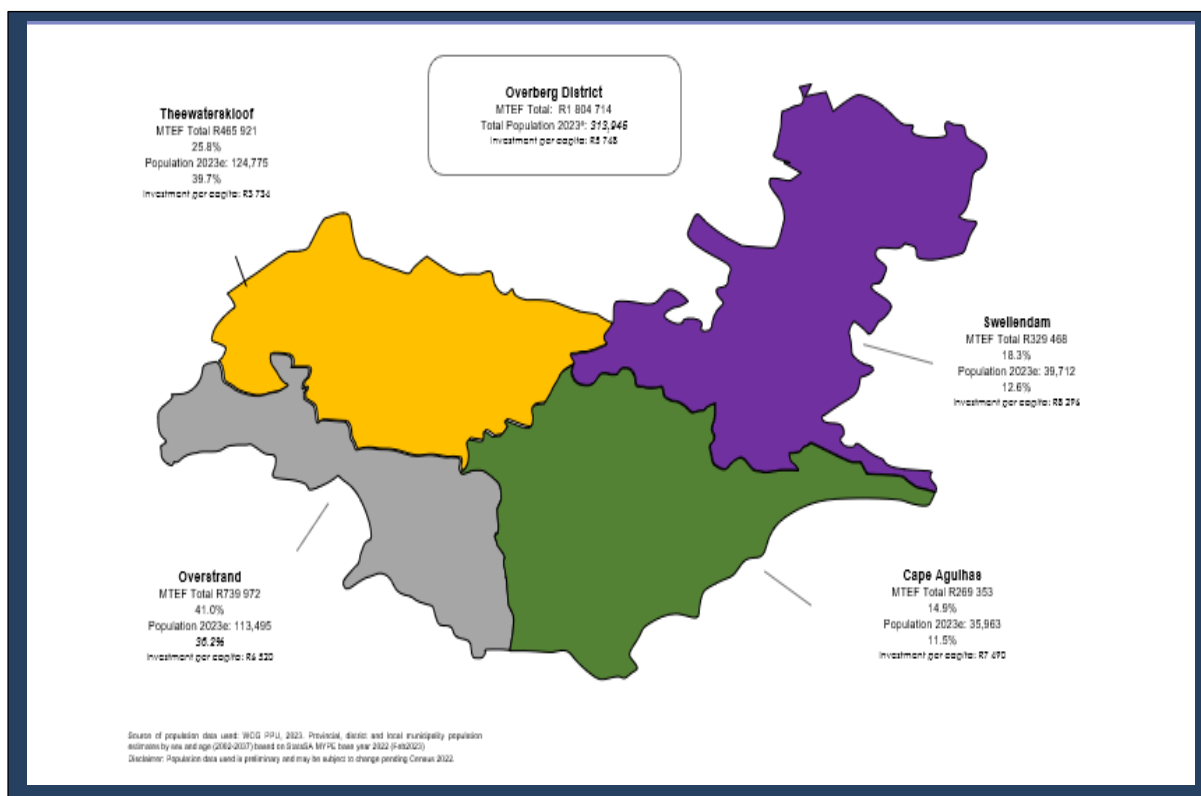 Overberg District
MTEF Total: R1 804 714
Total Population 2023e: 313,945
Investment per capita: R5 748
Theewaterskloof
MTEF Total R465 921
25.8%
Population 2023e: 124,775
39.7%
Investment per capita: R3 734
Swellendam
MTEF Total R329 468
18.3%
Population 2023e: 39,712
12.6%
Investment per capita: R8 296
Overstrand
MTEF Total R739 972
41.0%
Population 2023e: 113,495
36.2%
Investment per capita: R6 520
Cape Agulhas
MTEF Total R269 353
14.9%
Population 2023e: 35,963
11.5%
Investment per capita: R7 490
Source of population data used: WCG PPU, 2023. Provincial, district and local municipality population
estimates by sex and age (2002-2037) based on StatsSA MYPE base year 2022 (Feb2023)
Disclaimer: Population data used is preliminary and may be subject to change pending Census 2022.